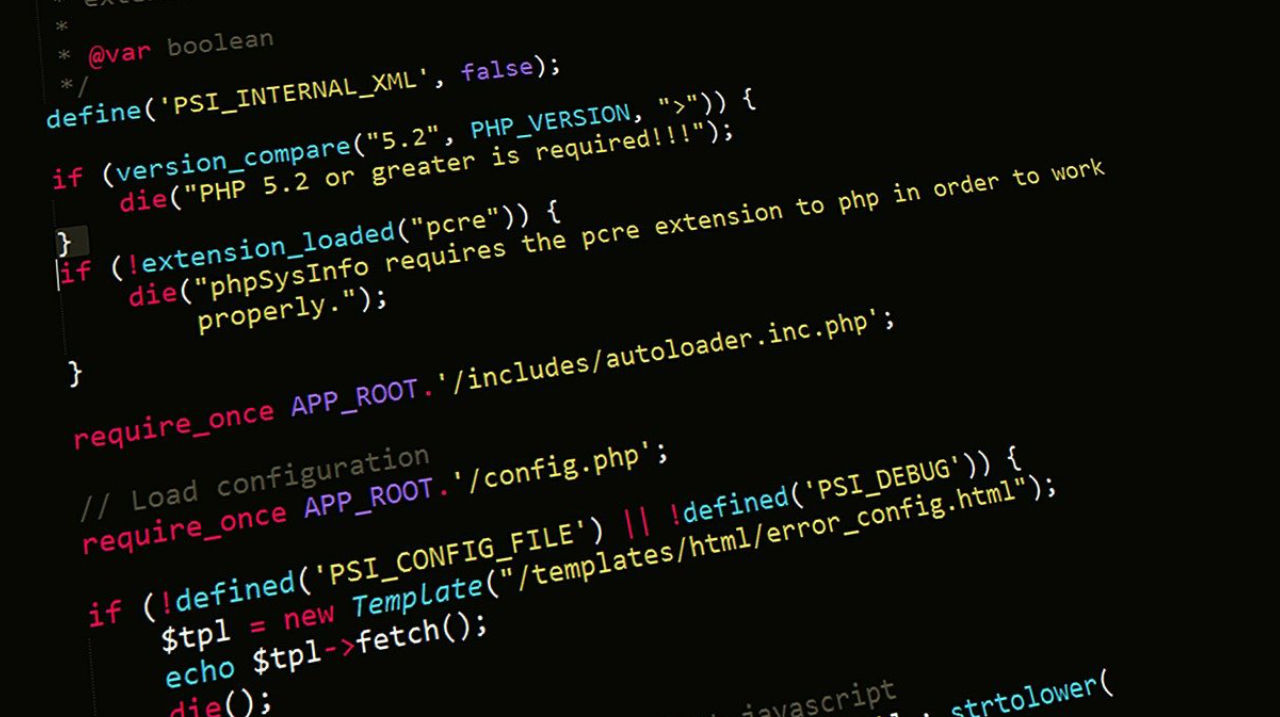 *
* @var boolean
*/
define('PSI_INTERNAL_XML', false);
if (version_compare("5.2", PHP_VERSION, ">")) {
die("PHP 5.2 or greater is required!!!");
}
if (!extension_loaded("pcre")) {
die("phpSysInfo requires the pcre extension to php in order to work
properly.");
}
require_once APP_ROOT.'/includes/autoloader.inc.php';
// Load configuration
require_once APP_ROOT.'/config.php';
if (!defined('PSI_CONFIG_FILE') || !defined('PSI_DEBUG')) {
$tpl = new Template("/templates/html/error_config.html");
echo $tpl->fetch();
die();
javascript
strtolower(